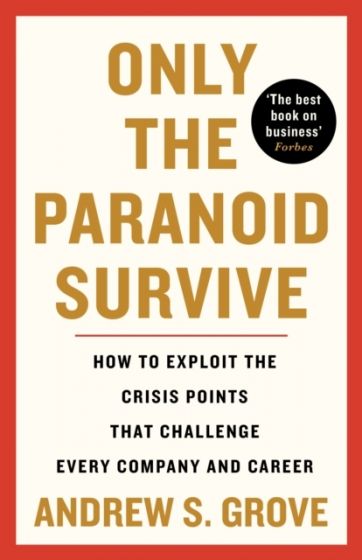 ONLY
THE
PARANOID
SURVIVE
‘The best
book on
business’
Forbes
HOW TO EXPLOIT THE
CRISIS POINTS
THAT CHALLENGE
EVERY COMPANY AND CAREER
ANDREW S. GROVE